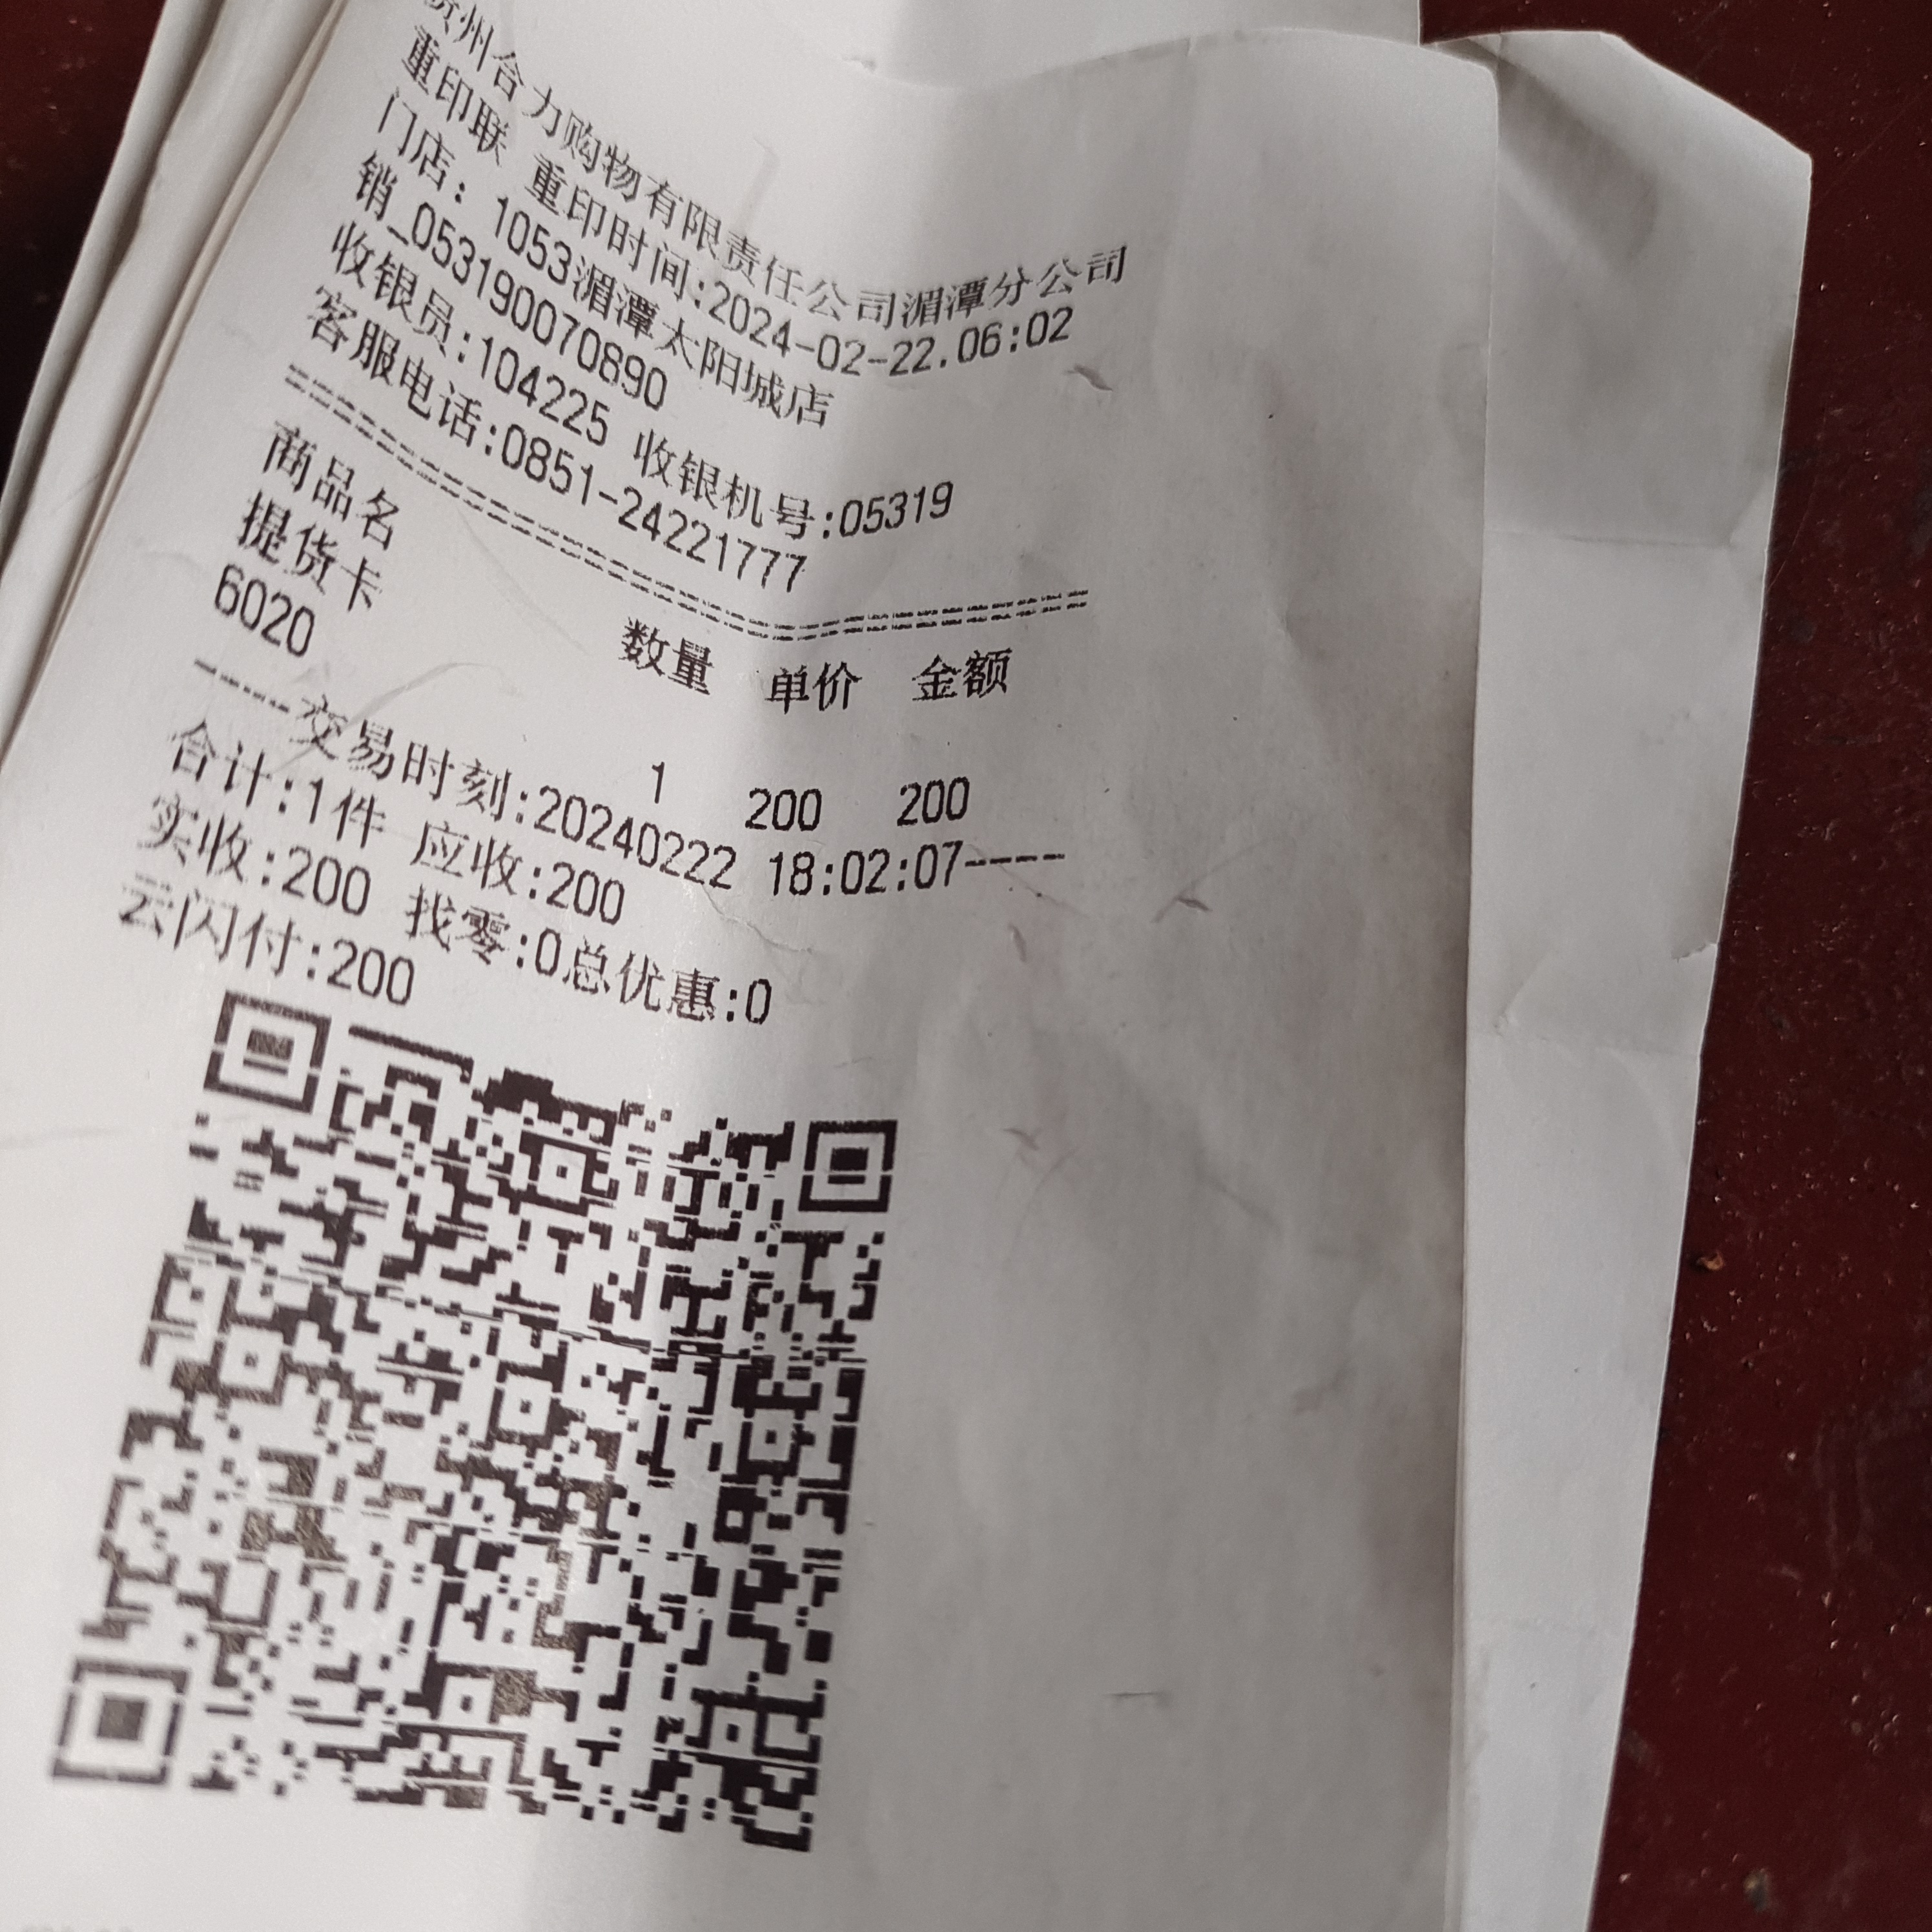 贵州合力购物有限责任公司湄潭分公司
重印联 重印时间:2024-02-22.06:02
门店: 1053湄潭太阳城店
销_053190070890
收银员:104225 收银机号:05319
客服电话:0851-24221777
================================
商品名 数量 单价 金额
提货卡
6020 1 200 200
-----交易时刻:20240222 18:02:07----
合计:1件 应收:200
实收:200 找零:0总优惠:0
云闪付:200